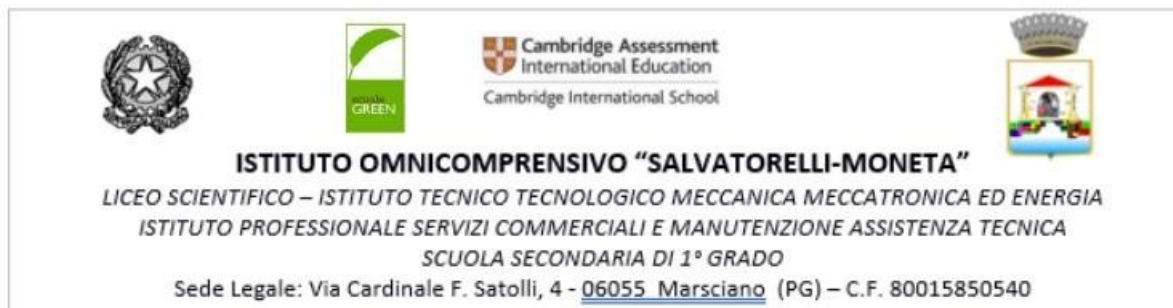 scuola
GREEN
Cambridge Assessment
International Education
Cambridge International School
ISTITUTO OMNICOMPRENSIVO “SALVATORELLI-MONETA”
LICEO SCIENTIFICO – ISTITUTO TECNICO TECNOLOGICO MECCANICA MECCATRONICA ED ENERGIA
ISTITUTO PROFESSIONALE SERVIZI COMMERCIALI E MANUTENZIONE ASSISTENZA TECNICA
SCUOLA SECONDARIA DI 1° GRADO
Sede Legale: Via Cardinale F. Satolli, 4 - 06055 Marsciano (PG) – C.F. 80015850540